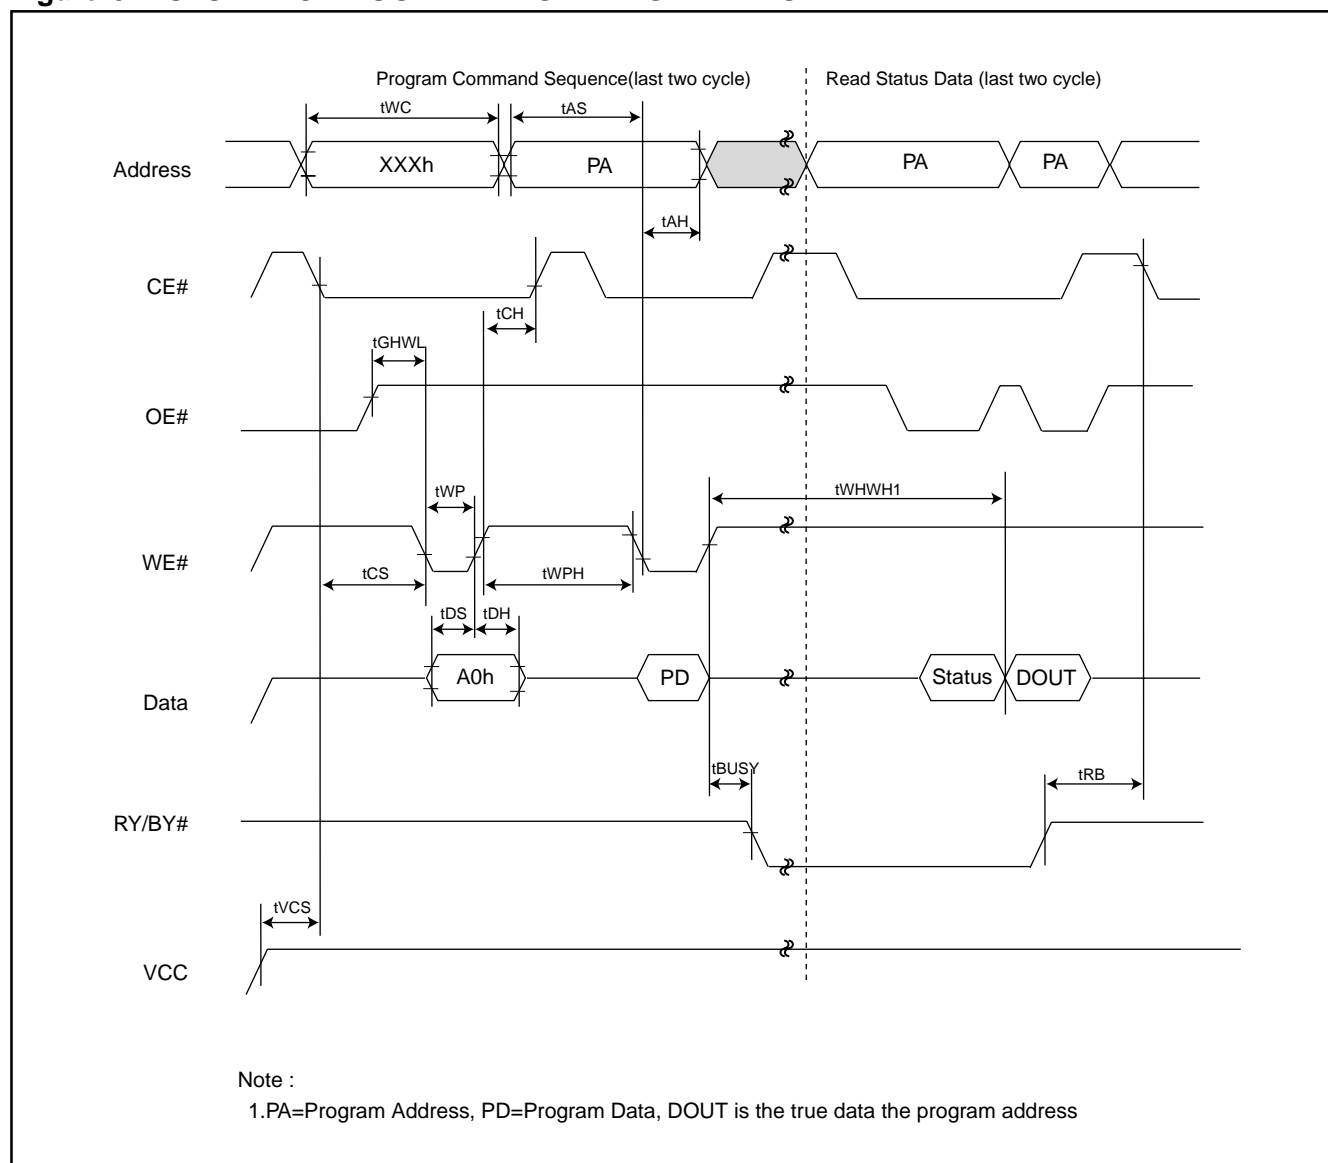 Program Command Sequence(last two cycle) Read Status Data (last two cycle)
tWC tAS
Address XXXh PA PA PA
tAH
CE#
tCH
tGHWL
OE#
tWP tWHWH1
WE#
tCS tWPH
tDS tDH
Data A0h PD Status DOUT
tBUSY tRB
RY/BY#
tVCS
VCC
Note :
1.PA=Program Address, PD=Program Data, DOUT is the true data the program address